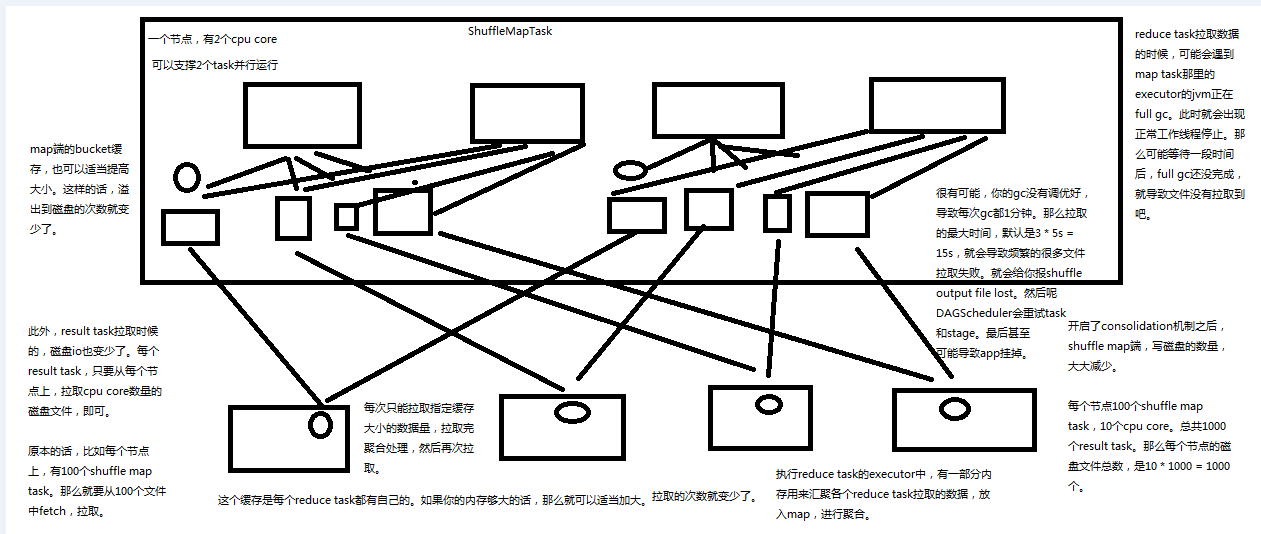 ShuffleMapTask
一个节点，有2个cpu core
可以支撑2个task并行运行
reduce task拉取数据
的时候，可能会遇到
map task那里的
executor的jvm正在
full gc。此时就会出现
正常工作线程停止。那
么可能等待一段时间
后，full gc还没完成，
就导致文件没有拉取到
吧。
map端的bucket缓
存，也可以适当提高
大小。这样的话，溢
出到磁盘的次数就变
少了。
很有可能，你的gc没有调优好，
导致每次gc都1分钟。那么拉取
的最大时间，默认是3 * 5s =
15s，就会导致频繁的很多文件
拉取失败。就会给你报shuffle
output file lost。然后呢
DAGScheduler会重试task
和stage。最后甚至
可能导致app挂掉。
此外，result task拉取时候
的，磁盘io也变少了。每个
result task，只要从每个节
点上，拉取cpu core数量的
磁盘文件，即可。
原本的话，比如每个节点
上，有100个shuffle map
task。那么就要从100个文件
中fetch，拉取。
每次只能拉取指定缓存
大小的数据量，拉取完
聚合处理，然后再次拉
取。
这个缓存是每个reduce task都有自己的。如果你的内存够大的话，那么就可以适当加大。拉取的次数就变少了。
执行reduce task的executor中，有一部分内
存用来汇聚各个reduce task拉取的数据，放
入map，进行聚合。
开启了consolidation机制之后，
shuffle map端，写磁盘的数量，
大大减少。
每个节点100个shuffle map
task，10个cpu core。总共1000
个result task。那么每个节点的磁
盘文件总数，是10 * 1000 = 1000
个。